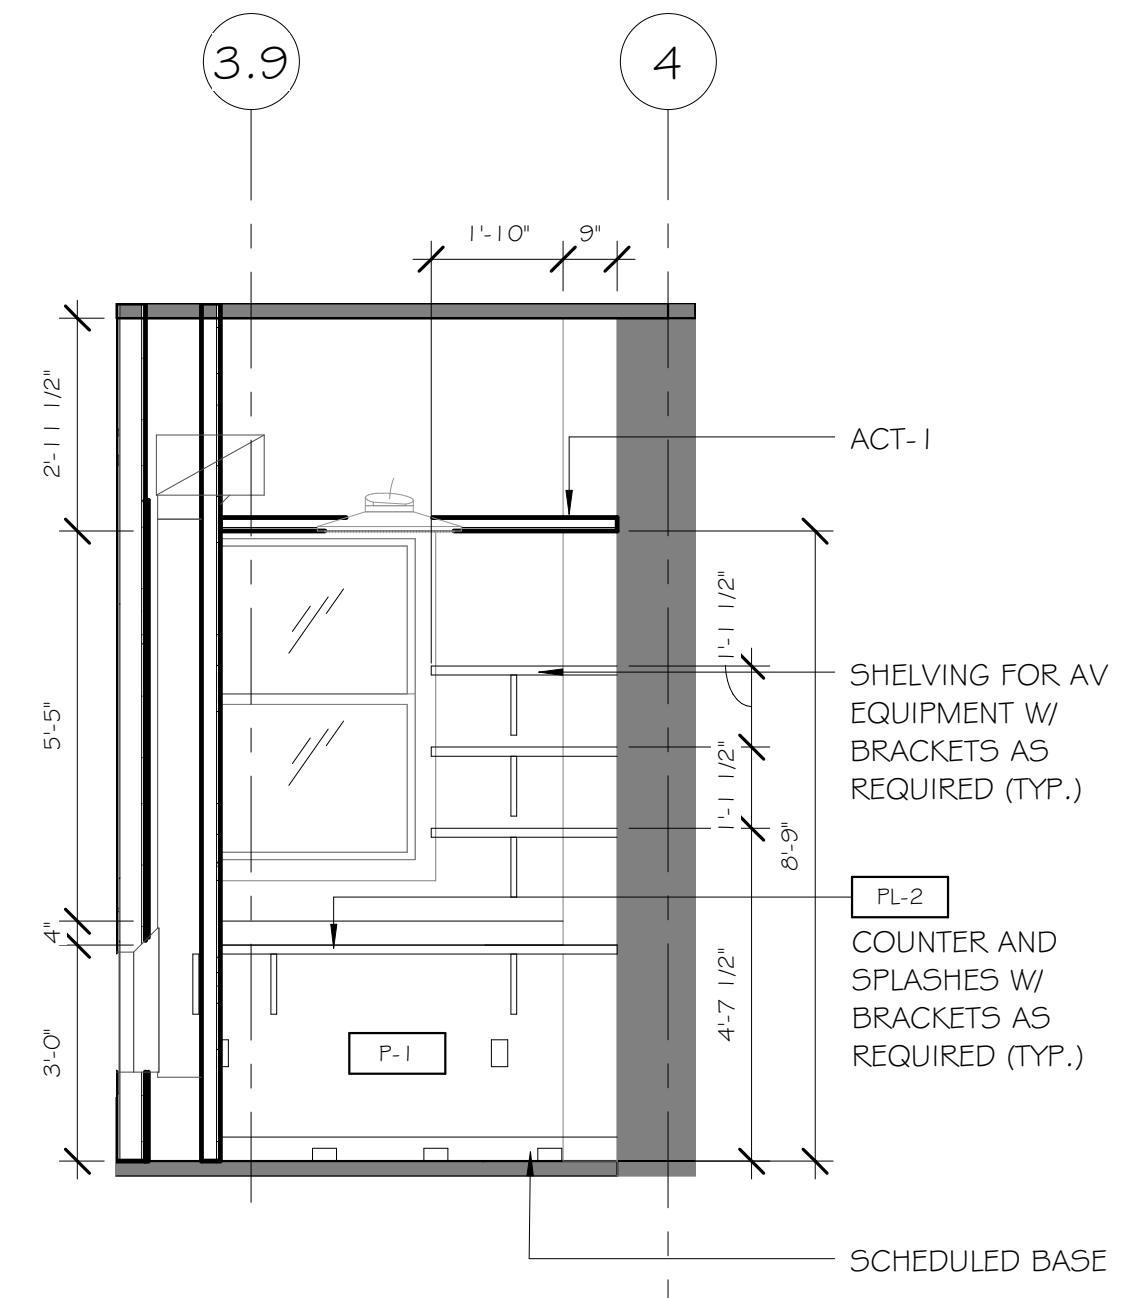 3.9
4
1'-10"
9"
2'-11 1/2"
ACT-1
1'-1 1/2"
SHELVING FOR AV
EQUIPMENT W/
BRACKETS AS
REQUIRED (TYP.)
5'-5"
1'-1 1/2"
8'-9"
PL-2
4"
COUNTER AND
SPLASHES W/
BRACKETS AS
REQUIRED (TYP.)
4'-7 1/2"
3'-0"
P-1
SCHEDULED BASE